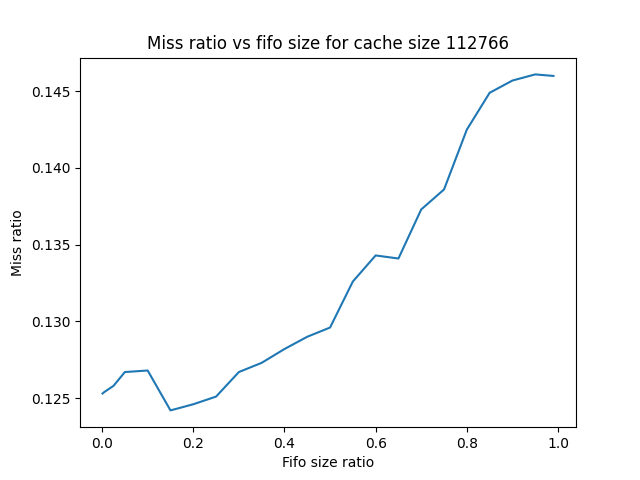 Miss ratio vs fifo size for cache size 112766
0.145
0.140
0.135
0.130
0.125
Miss ratio
0.0 0.2 0.4 0.6 0.8 1.0
Fifo size ratio